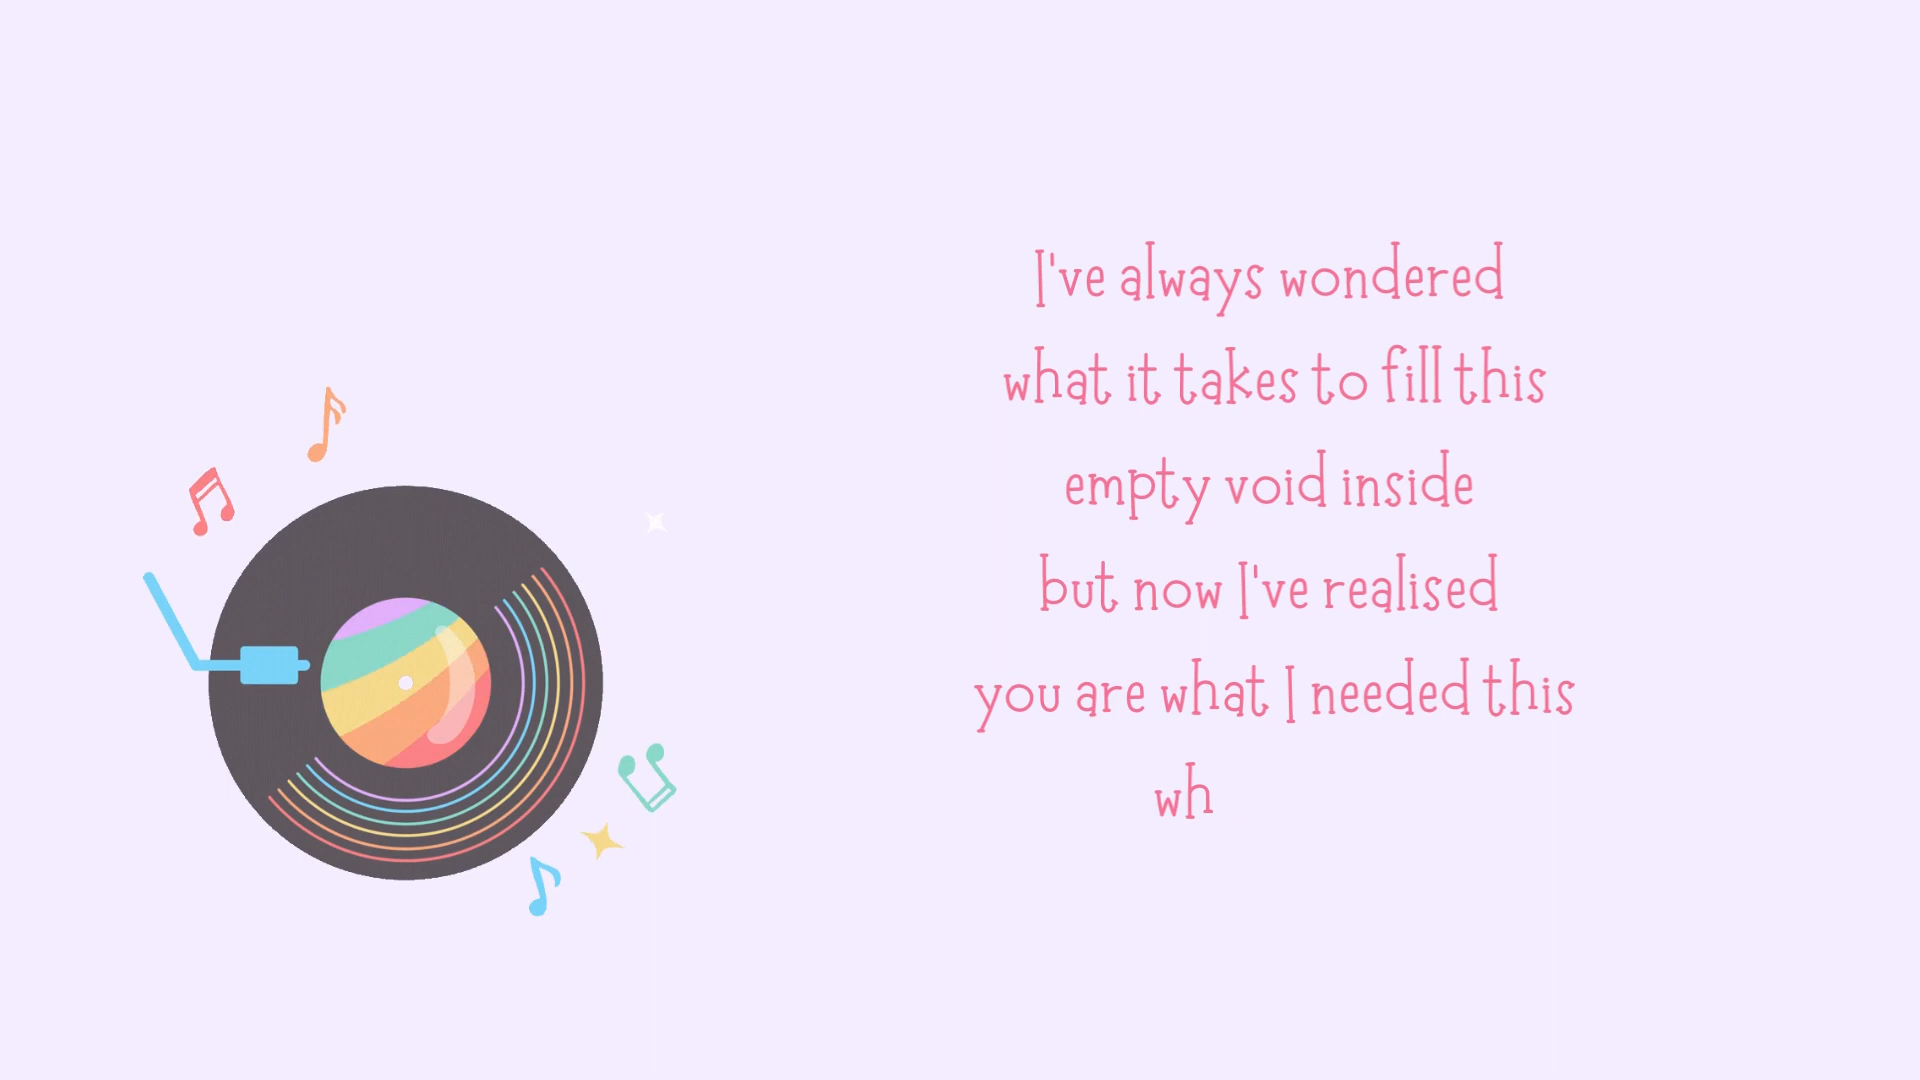 I've always wondered
what it takes to fill this
empty void inside
but now I've realised
you are what I needed this
wh